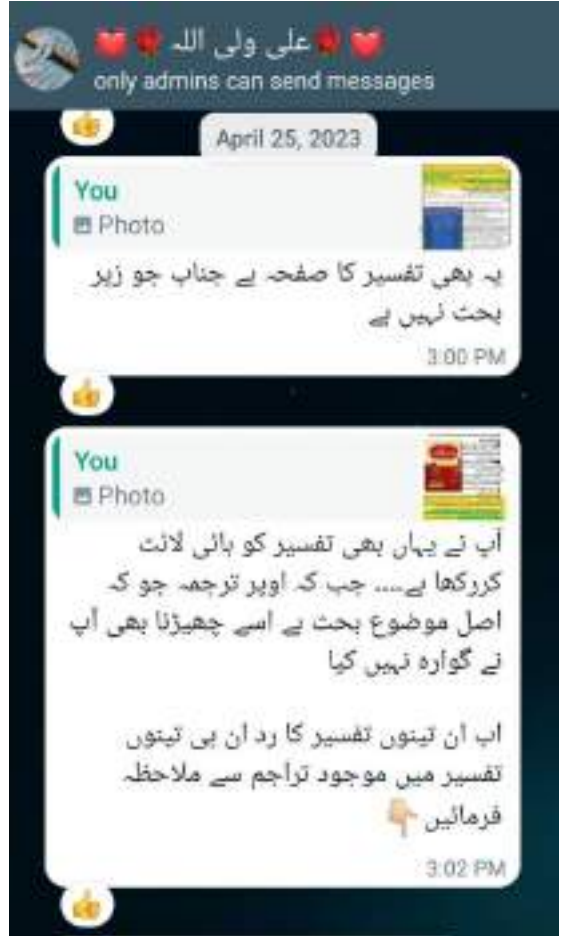 ❤️🌹علی ولی اللہ🌹❤️
only admins can send messages
April 25, 2023
You
Photo
یہ بھی تفسیر کا صفحہ ہے جناب جو زیر
بحث نہیں ہے
3:00 PM
You
Photo
آپ نے یہاں بھی تفسیر کو ہائی لائٹ
کررکھا ہے.... جب کہ اوپر ترجمہ جو کہ
اصل موضوع بحث ہے اسے چھیڑنا بھی آپ
نے گوارہ نہیں کیا
اب ان تینوں تفسیر کا رد ان ہی تینوں
تفسیر میں موجود تراجم سے ملاحظہ
فرمائیں👇🏻
3:02 PM